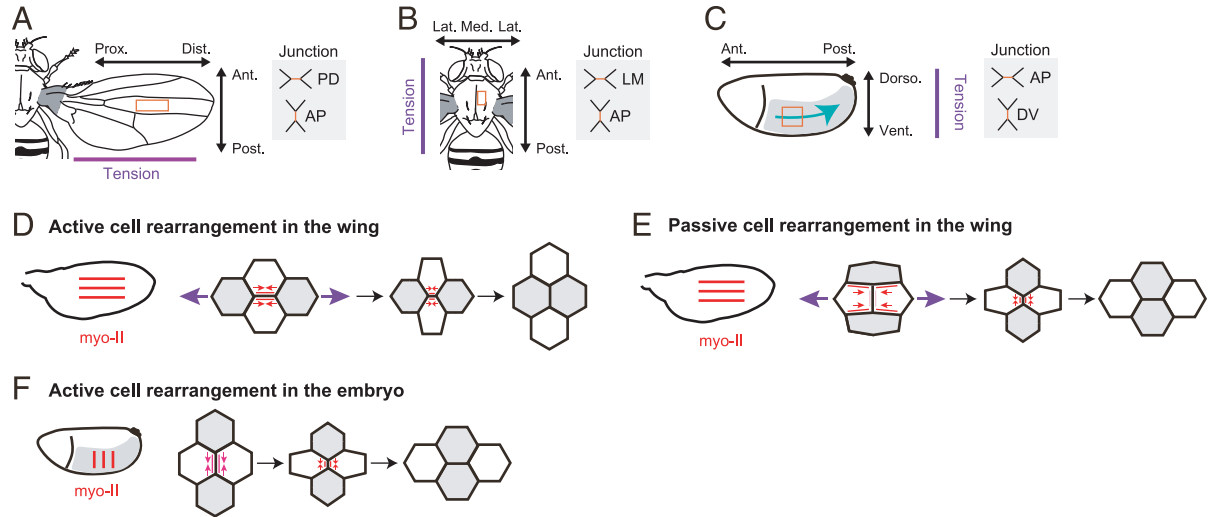 A
Prox. Dist.
Ant.
Post.
Tension
Junction
PD
AP
B
Lat. Med. Lat.
Tension
Ant.
Post.
Junction
LM
AP
C
Ant. Post.
Dorso.
Vent.
Tension
Junction
AP
DV
D Active cell rearrangement in the wing
myo-II
E Passive cell rearrangement in the wing
myo-II
F Active cell rearrangement in the embryo
myo-II